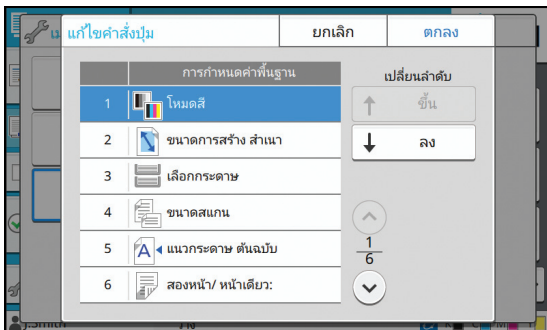 แก้ไขคำสั่งปุ่ม
ยกเลิก
ตกลง
การกำหนดค่าพื้นฐาน
เปลี่ยนลำดับ
1 โหมดสี
ขึ้น
2 ขนาดการสร้าง สำเนา
ลง
3 เลือกกระดาษ
4 ขนาดสแกน
5 A แนวกระดาษ ต้นฉบับ
1
6
6 สองหน้า/ หน้าเดียว: